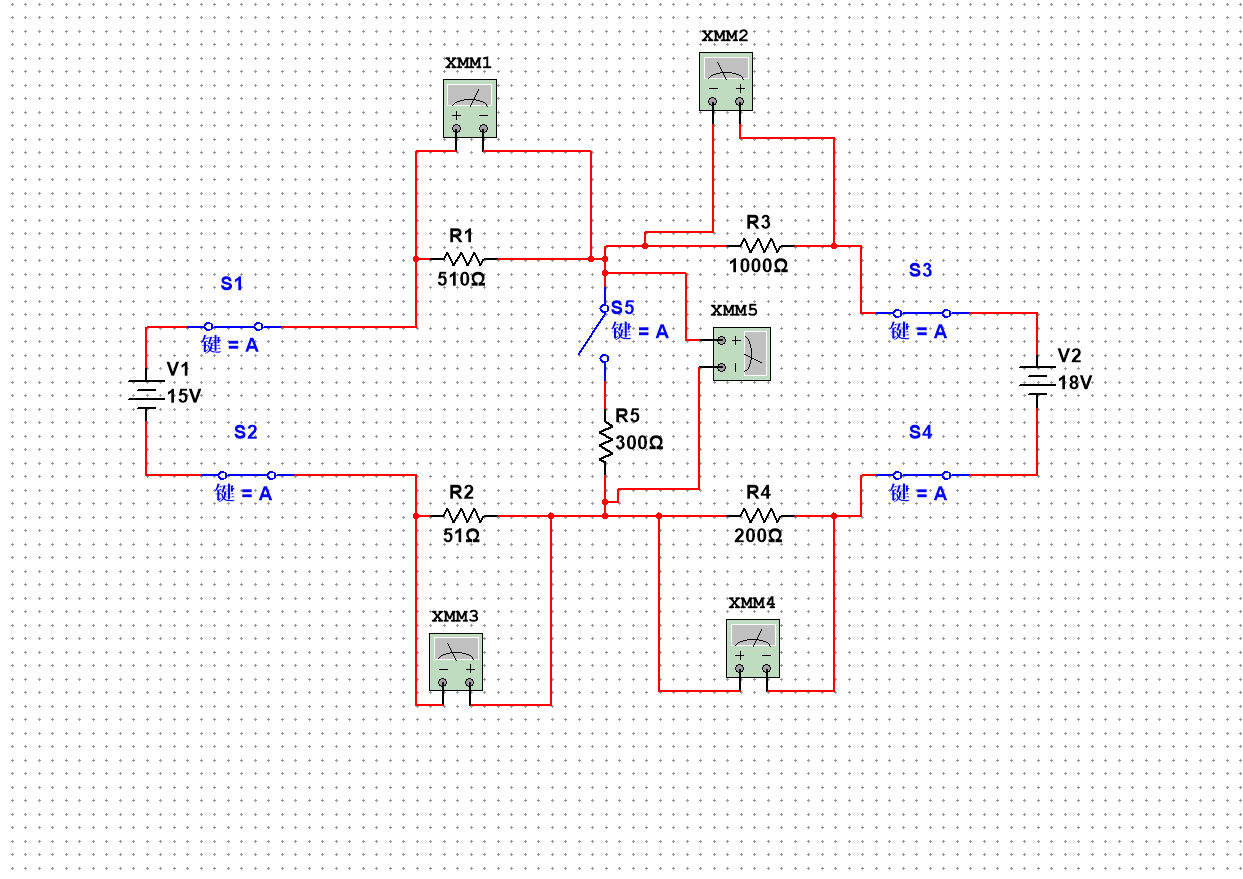 XMM2
XMM1
- +
+ -
R3
1000Ω
R1
510Ω
S3
键 = A
S1
键 = A
S5
键 = A
XMM5
+
-
V2
18V
V1
15V
R5
300Ω
S2
键 = A
S4
键 = A
R2
51Ω
R4
200Ω
XMM4
+ -
XMM3
- +